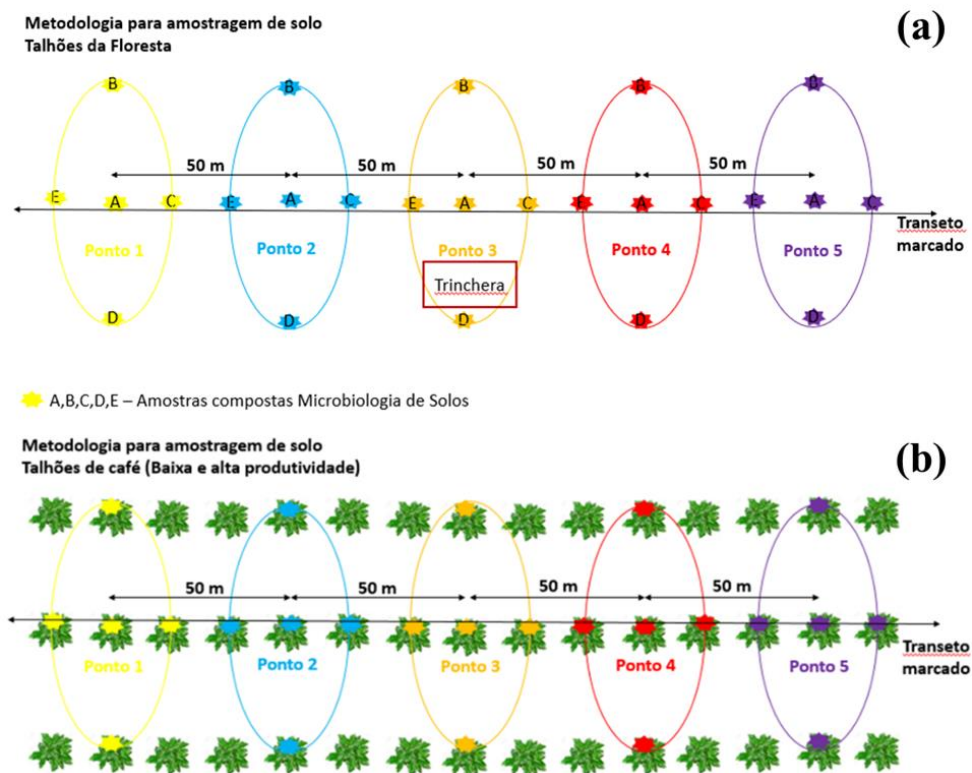 Metodologia para amostragem de solo
Talhões da Floresta
(a)
B B B B B
50 m 50 m 50 m 50 m
E A C E A C E A C E A C E A C
Transeto
marcado
Ponto 1 Ponto 2 Ponto 3 Ponto 4 Ponto 5
Trinchera
D D D D D
A,B,C,D,E – Amostras compostas Microbiologia de Solos
Metodologia para amostragem de solo
Talhões de café (Baixa e alta produtividade)
(b)
50 m 50 m 50 m 50 m
Transeto
marcado
Ponto 1 Ponto 2 Ponto 3 Ponto 4 Ponto 5